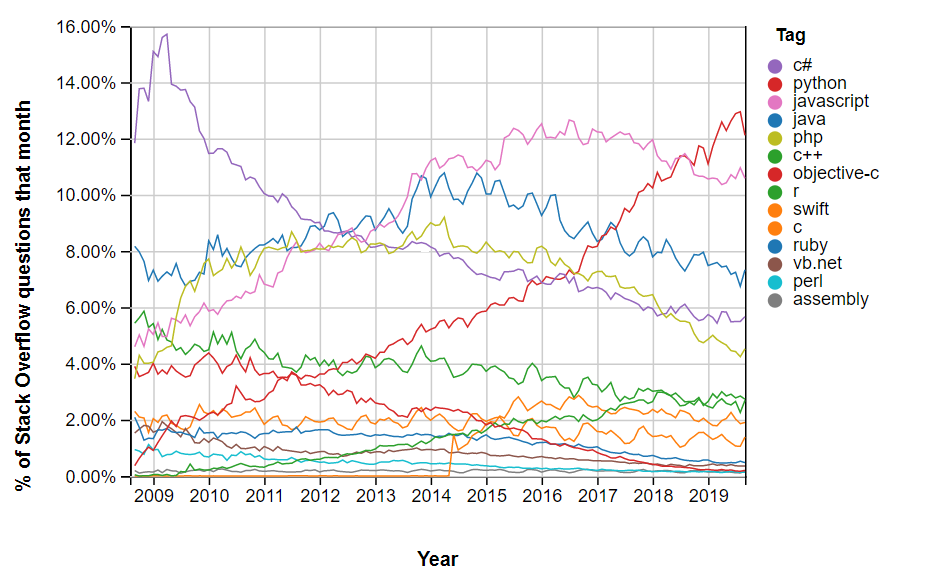 % of Stack Overflow questions that month
16.00%
14.00%
12.00%
10.00%
8.00%
6.00%
4.00%
2.00%
0.00%
2009 2010 2011 2012 2013 2014 2015 2016 2017 2018 2019
Year
Tag
c#
python
javascript
java
php
c++
objective-c
r
swift
c
ruby
vb.net
perl
assembly